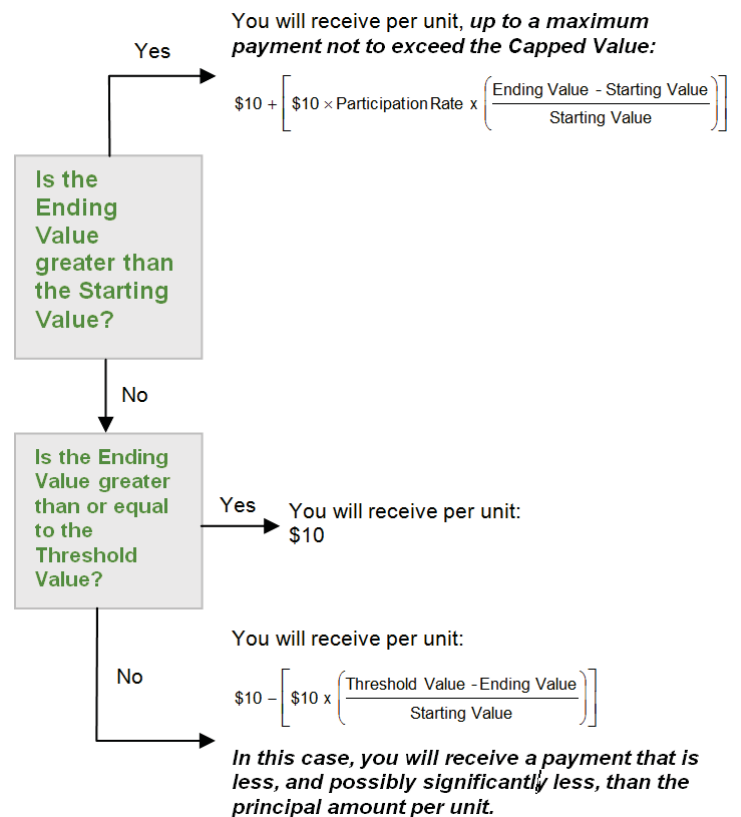 You will receive per unit, up to a maximum
payment not to exceed the Capped Value:
Yes
$10 + [ $10 × Participation Rate x ( Ending Value - Starting Value
Starting Value ) ]
Is the
Ending
Value
greater than
the Starting
Value?
No
Is the Ending
Value greater
than or equal
to the
Threshold
Value?
Yes
You will receive per unit:
$10
No
You will receive per unit:
$10 – [ $10 x ( Threshold Value - Ending Value
Starting Value ) ]
In this case, you will receive a payment that is
less, and possibly significantly less, than the
principal amount per unit.